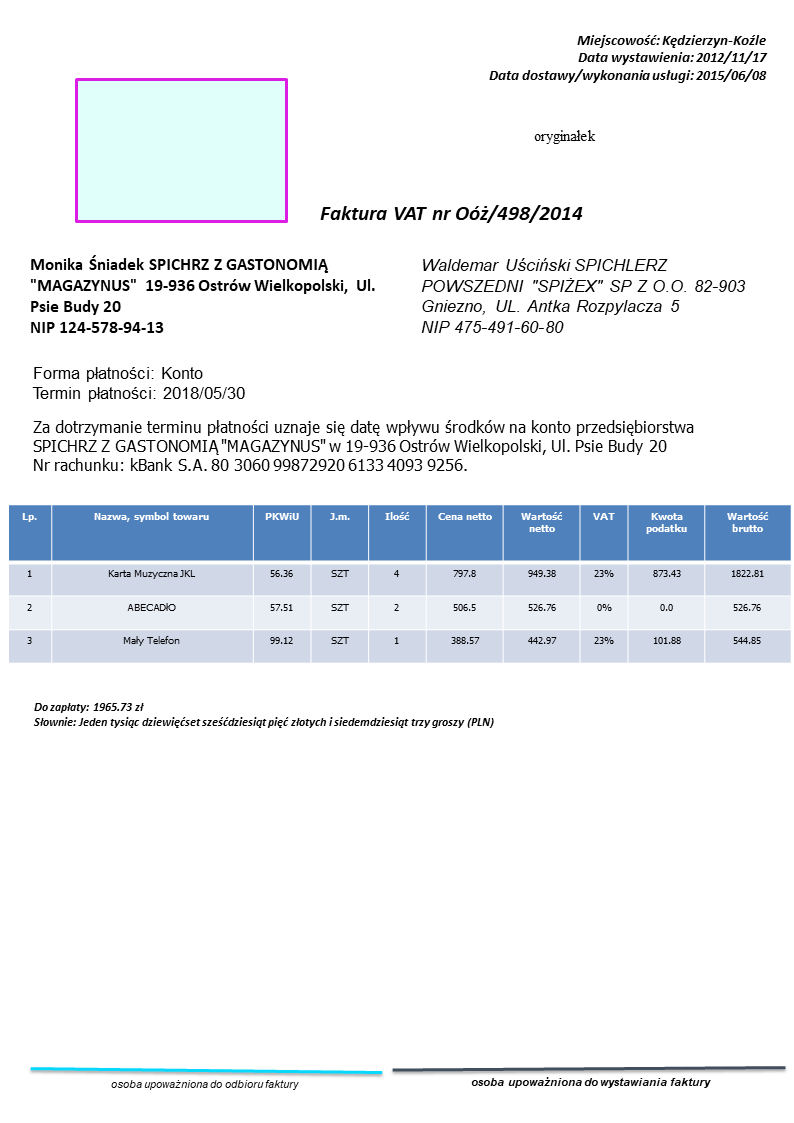 Miejscowość: Kędzierzyn-Koźle
Data wystawienia: 2012/11/17
Data dostawy/wykonania usługi: 2015/06/08
oryginałek
Faktura VAT nr Oóż/498/2014
Monika Śniadek SPICHRZ Z GASTONOMIĄ
"MAGAZYNUS" 19-936 Ostrów Wielkopolski, Ul.
Psie Budy 20
NIP 124-578-94-13
Waldemar Uściński SPICHLERZ
POWSZEDNI "SPIŻEX" SP Z O.O. 82-903
Gniezno, UL. Antka Rozpylacza 5
NIP 475-491-60-80
Forma płatności: Konto
Termin płatności: 2018/05/30
Za dotrzymanie terminu płatności uznaje się datę wpływu środków na konto przedsiębiorstwa
SPICHRZ Z GASTONOMIĄ "MAGAZYNUS" w 19-936 Ostrów Wielkopolski, Ul. Psie Budy 20
Nr rachunku: kBank S.A. 80 3060 9987 2920 6133 4093 9256.
Lp. Nazwa, symbol towaru PKWiU J.m. Ilość Cena netto Wartość netto VAT Kwota podatku Wartość brutto
1 Karta Muzyczna JKL 56.36 SZT 4 797.8 949.38 23% 873.43 1822.81
2 ABECADŁO 57.51 SZT 2 506.5 526.76 0% 0.0 526.76
3 Mały Telefon 99.12 SZT 1 388.57 442.97 23% 101.88 544.85
Do zapłaty: 1965.73 zł
Słownie: Jeden tysiąc dziewięćset sześćdziesiąt pięć złotych i siedemdziesiąt trzy groszy (PLN)
osoba upoważniona do odbioru faktury
osoba upoważniona do wystawiania faktury